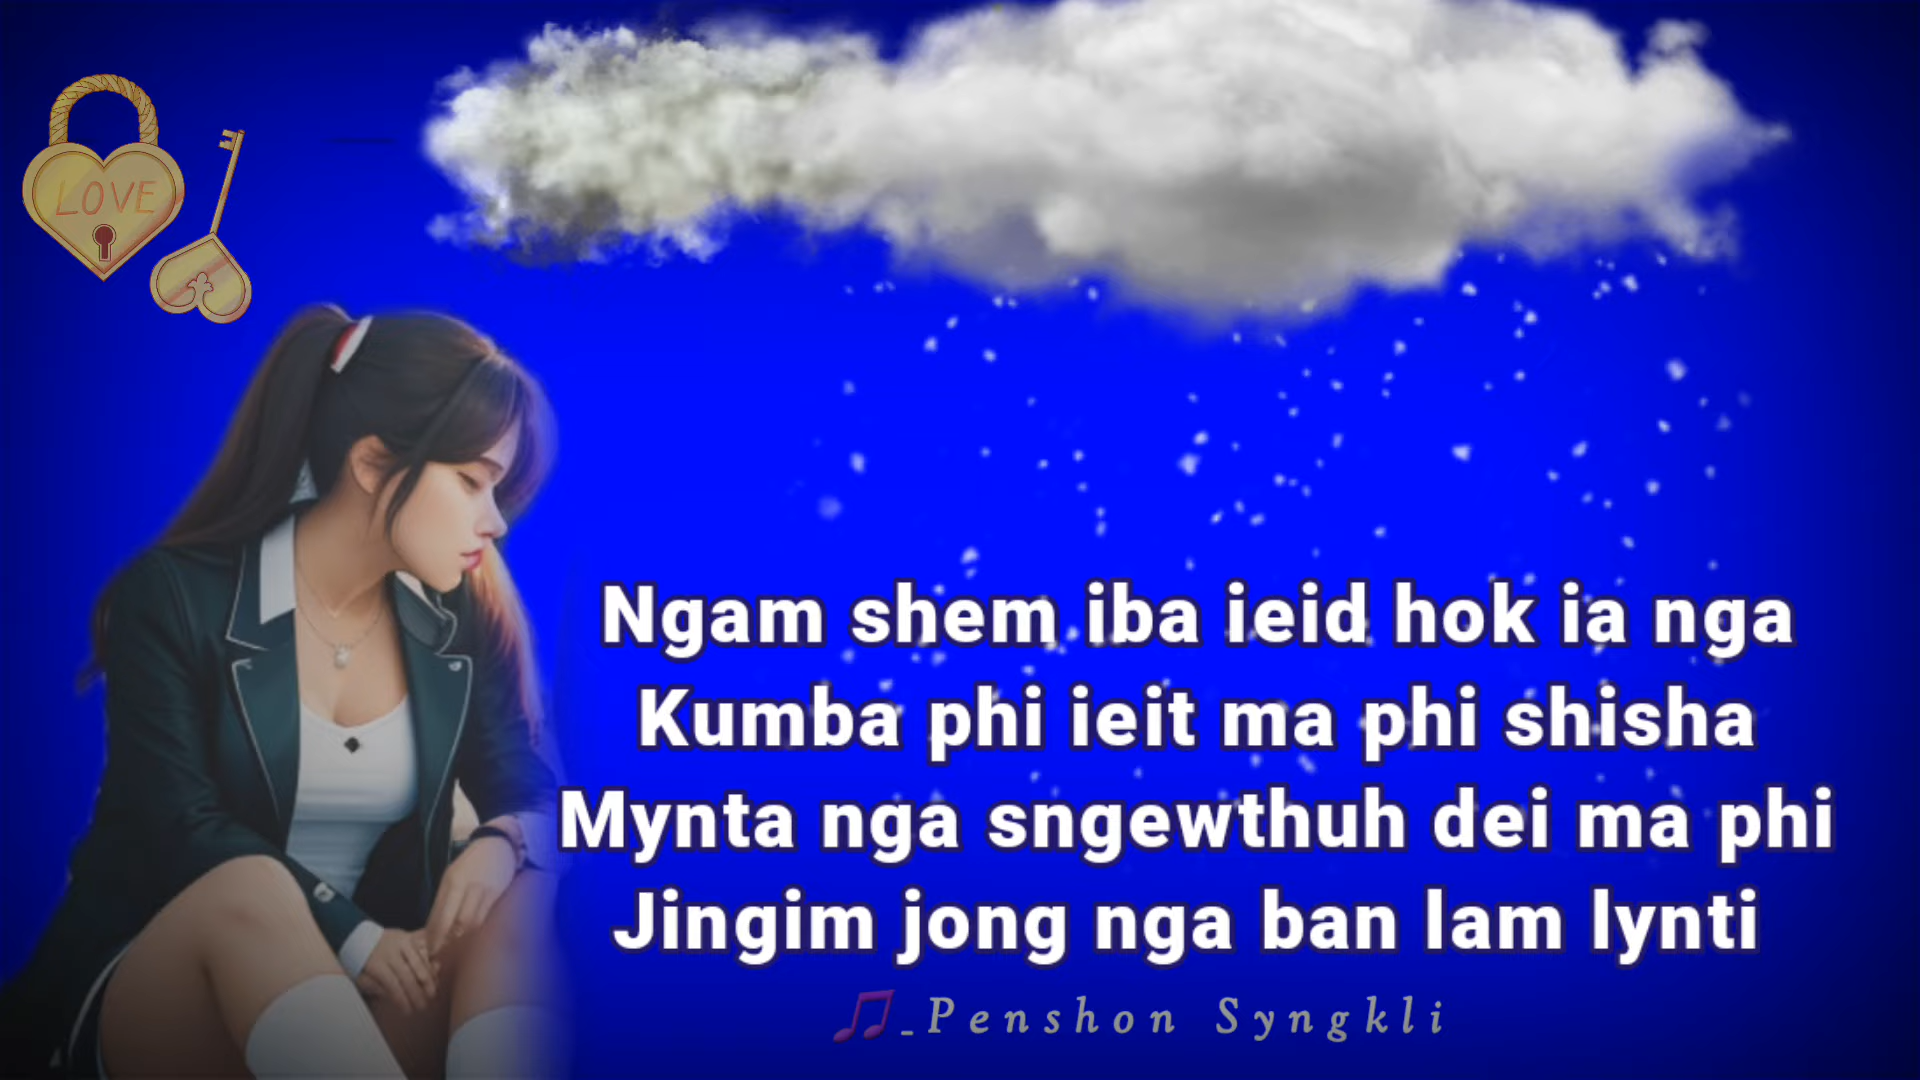 LOVE
Ngam shem iba ieid hok ia nga
Kumba phi ieit ma phi shisha
Mynta nga sngewthuh dei ma phi
Jingim jong nga ban lam lynti
🎵_Penshon Syngkli